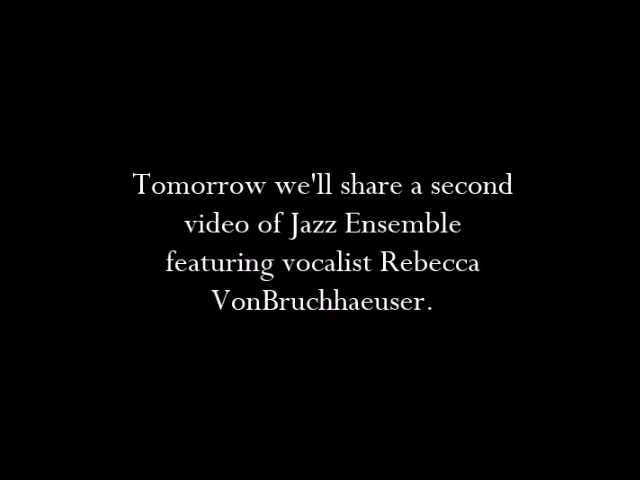 Tomorrow we'll share a second
video of Jazz Ensemble
featuring vocalist Rebecca
VonBruchhaeuser.